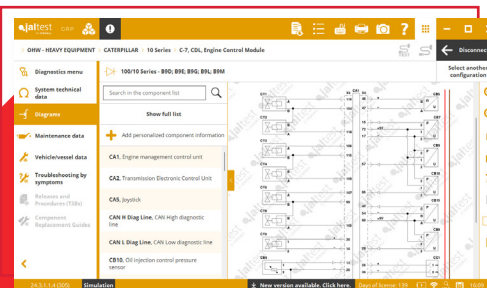 jaltest GRP
?
OHW - HEAVY EQUIPMENT > CATERPILLAR > 10 Series > C-7, CDL, Engine Control Module
Disconnect
Diagnostics menu
100/10 Series - B9D; B9E; B9G; B9L; B9M
Select another
configuration
System technical
data
Search in the component list
Diagrams
Show full list
Maintenance data
Add personalized component information
Vehicle/vessel data
CA1, Engine management control unit
Troubleshooting by
symptoms
CA2, Transmission Electronic Control Unit
Releases and
Procedures (TSBs)
CA5, Joystick
Component
Replacement Guides
CAN H Diag Line, CAN High diagnostic
line
CAN L Diag Line, CAN Low diagnostic line
CB10, Oil injection control pressure
sensor
24.3.1.1.4 (505) Simulation
New version available. Click here.
Days of license: 139
16:09